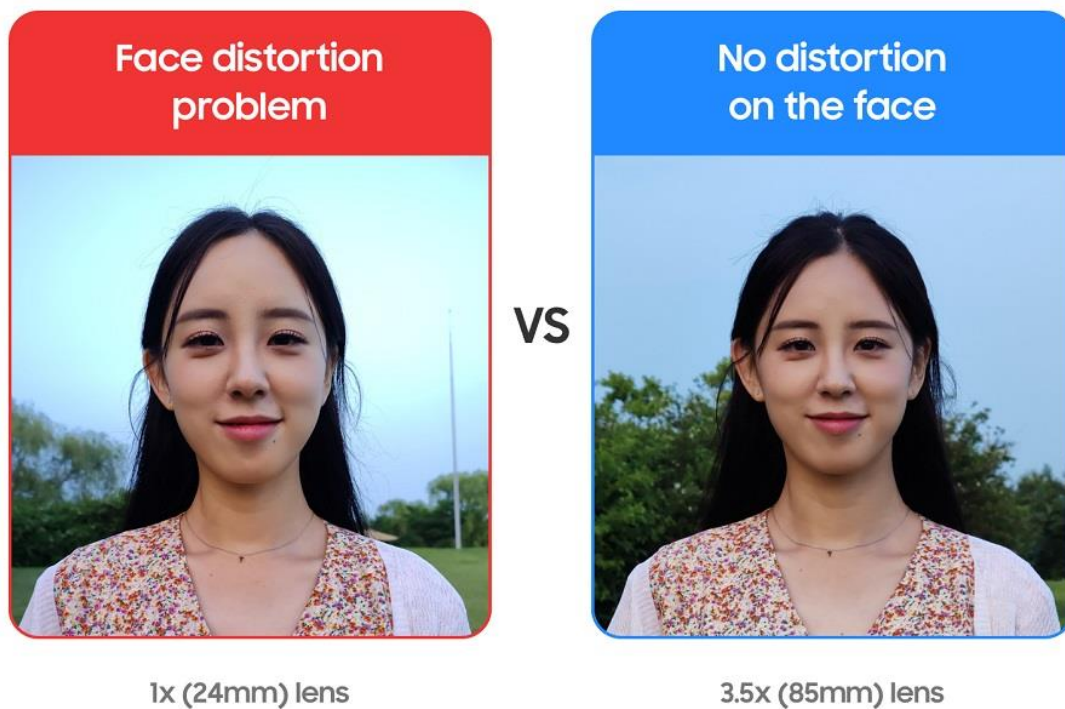 Face distortion
problem
No distortion
on the face
VS
1x (24mm) lens
3.5x (85mm) lens